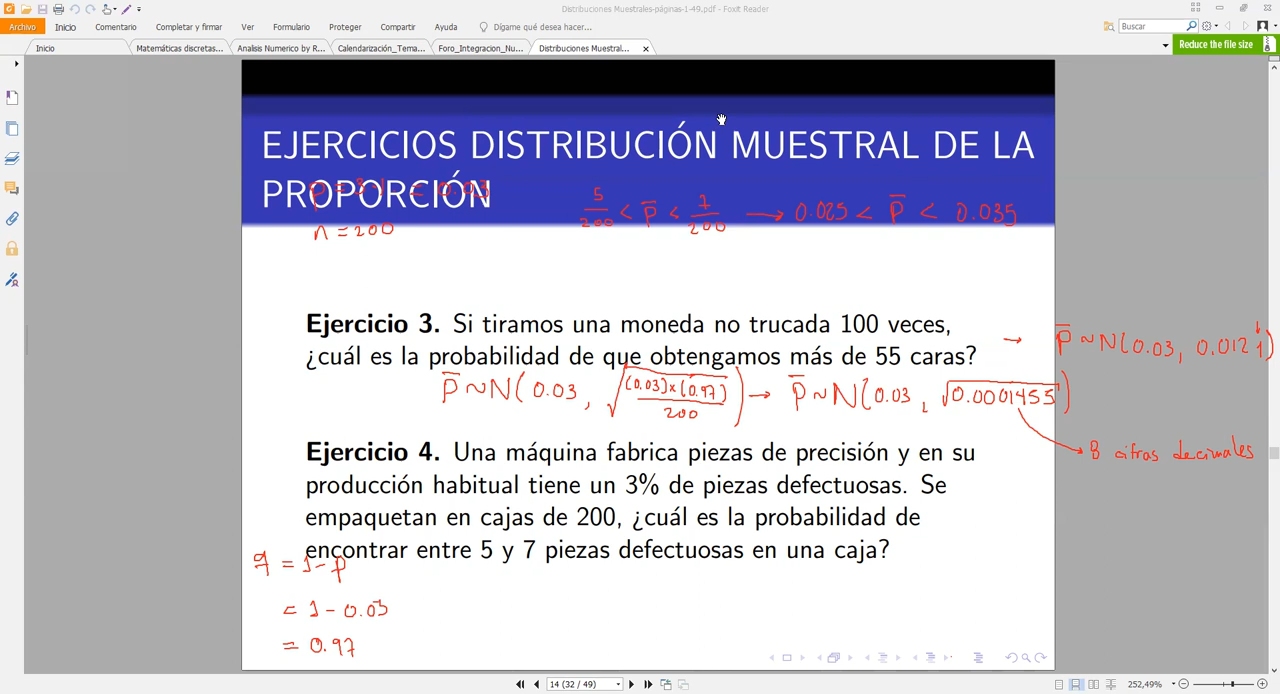 Distribuciones Muestrales-páginas-1-49.pdf - Foxit Reader
Archivo Inicio Comentario Completar y firmar Ver Formulario Proteger Compartir Ayuda Dígame qué desea hacer... Buscar
Inicio Matemáticas discretas... Analisis Numerico by R... Calendarización_Tema... Foro_Integracion_Nu... Distribuciones Muestral... Reduce the file size
EJERCICIOS DISTRIBUCIÓN MUESTRAL DE LA
PROPORCIÓN
p = 3% = 0.03
n = 200
5/200 < p̄ < 7/200 → 0.025 < p̄ < 0.035
Ejercicio 3. Si tiramos una moneda no trucada 100 veces,
¿cuál es la probabilidad de que obtengamos más de 55 caras?
→ p̄ ~ N(0.03, 0.0121)
p̄ ~ N(0.03, √((0.03)x(0.97)/200)) → p̄ ~ N(0.03, √0.0001455)
8 cifras decimales
Ejercicio 4. Una máquina fabrica piezas de precisión y en su
producción habitual tiene un 3% de piezas defectuosas. Se
empaquetan en cajas de 200, ¿cuál es la probabilidad de
encontrar entre 5 y 7 piezas defectuosas en una caja?
q = 1 - p
= 1 - 0.03
= 0.97
14 (32 / 49) 252,49%